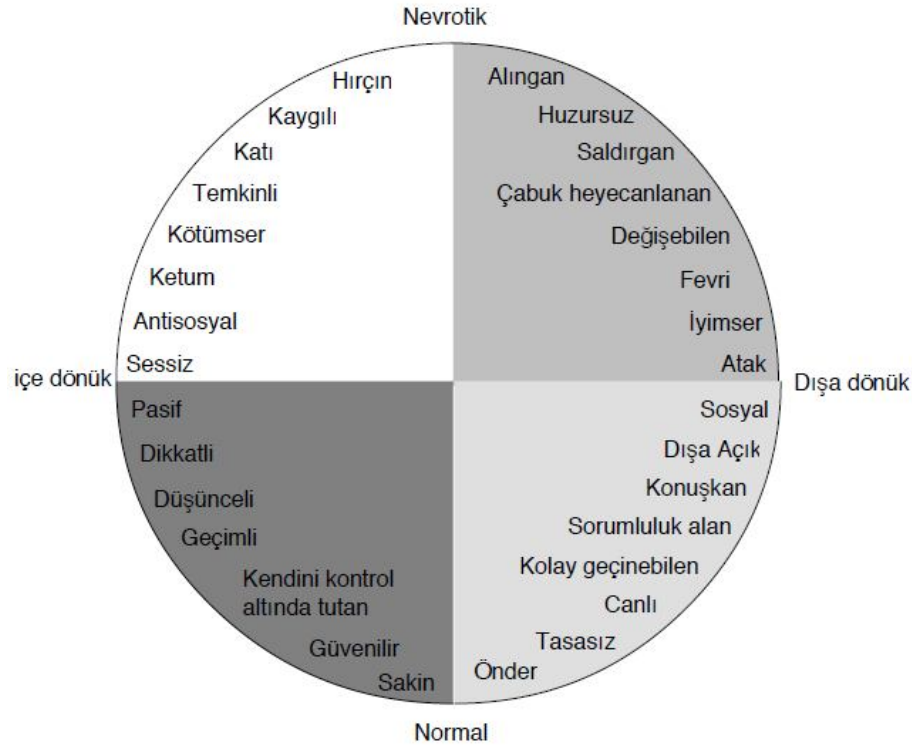 Nevrotik
Hırçın
Kaygılı
Katı
Temkinli
Kötümser
Ketum
Antisosyal
Sessiz
Alıngan
Huzursuz
Saldırgan
Çabuk heyecanlanan
Değişebilen
Fevri
İyimser
Atak
içe dönük
Dışa dönük
Pasif
Dikkatli
Düşünceli
Geçimli
Kendini kontrol
altında tutan
Güvenilir
Sakin
Sosyal
Dışa Açık
Konuşkan
Sorumluluk alan
Kolay geçinebilen
Canlı
Tasasız
Önder
Normal